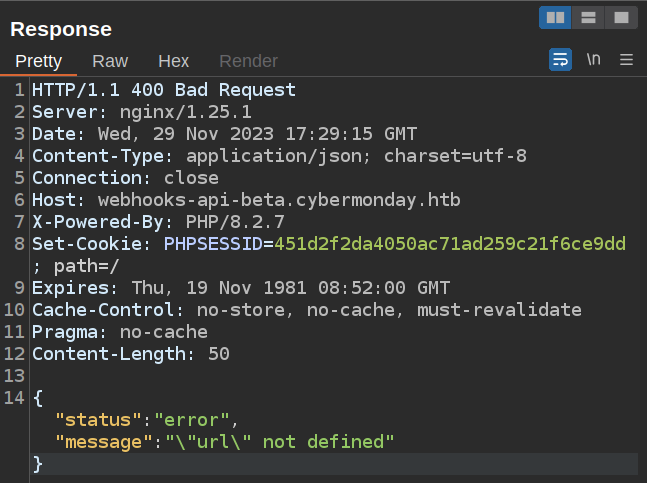 Response
Pretty Raw Hex Render \n
1 HTTP/1.1 400 Bad Request
2 Server: nginx/1.25.1
3 Date: Wed, 29 Nov 2023 17:29:15 GMT
4 Content-Type: application/json; charset=utf-8
5 Connection: close
6 Host: webhooks-api-beta.cybermonday.htb
7 X-Powered-By: PHP/8.2.7
8 Set-Cookie: PHPSESSID=451d2f2da4050ac71ad259c21f6ce9dd
; path=/
9 Expires: Thu, 19 Nov 1981 08:52:00 GMT
10 Cache-Control: no-store, no-cache, must-revalidate
11 Pragma: no-cache
12 Content-Length: 50
13
14 {
"status":"error",
"message":"\"url\" not defined"
}